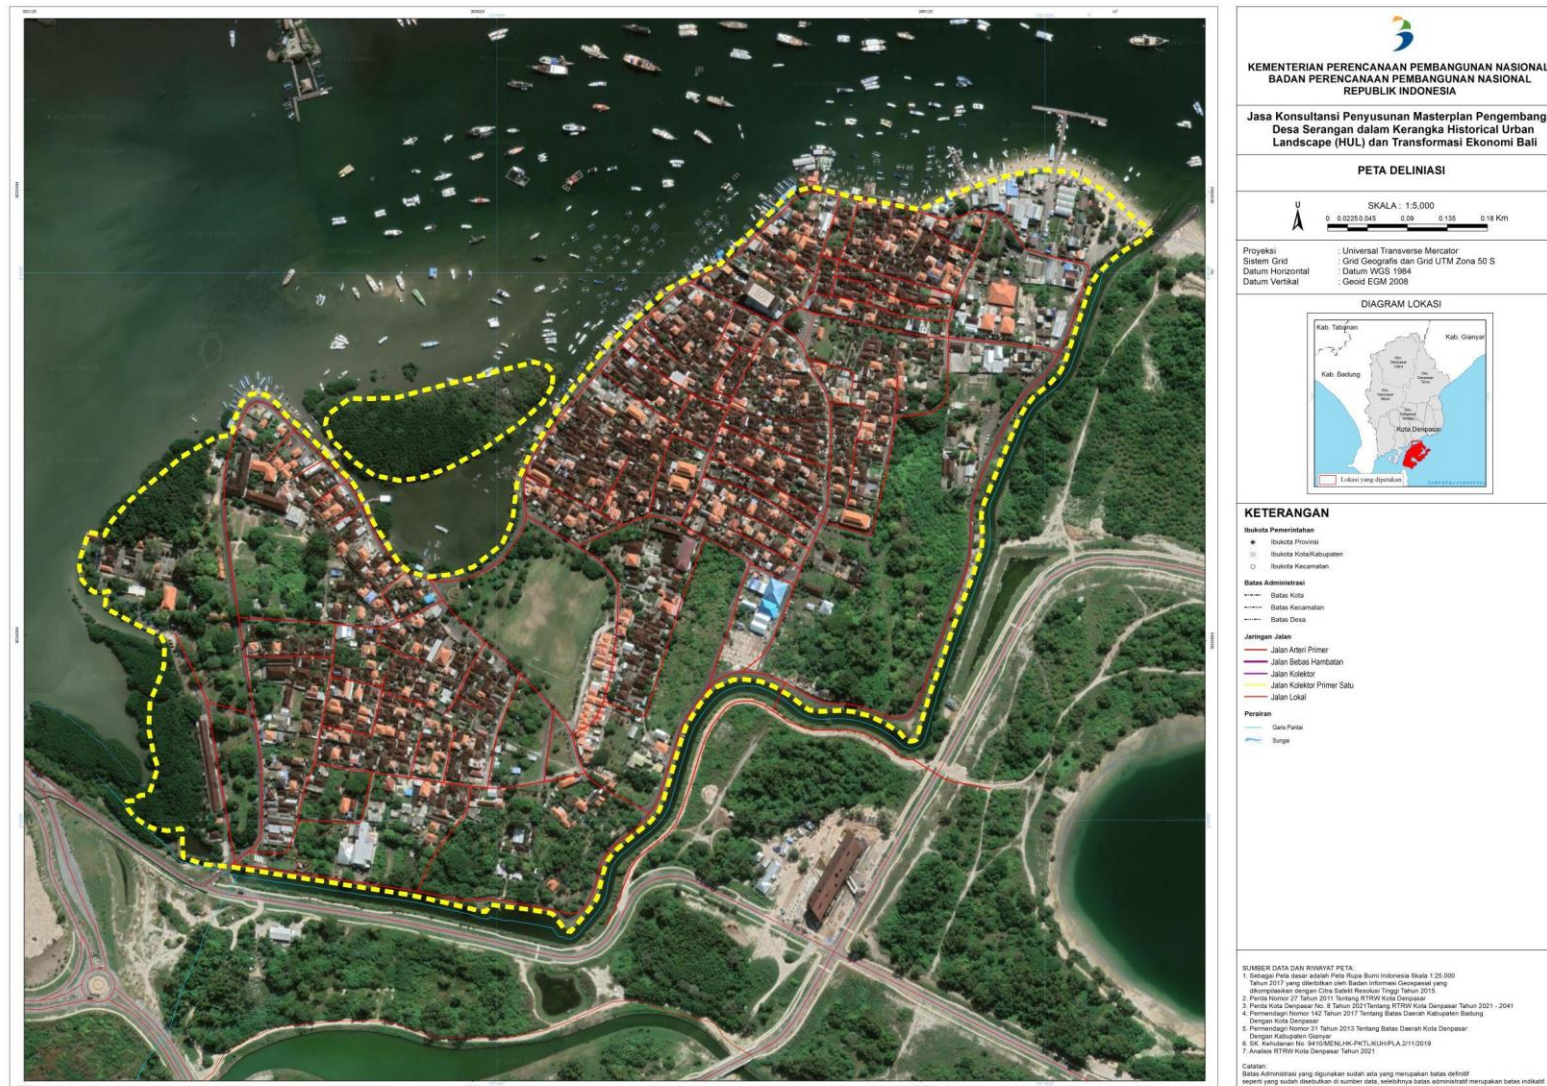 KEMENTERIAN PERENCANAAN PEMBANGUNAN NASIONAL
BADAN PERENCANAAN PEMBANGUNAN NASIONAL
REPUBLIK INDONESIA
Jasa Konsultansi Penyusunan Masterplan Pengembang
Desa Serangan dalam Kerangka Historical Urban
Landscape (HUL) dan Transformasi Ekonomi Bali
PETA DELINIASI
U
SKALA : 1:5,000
0 0.0225 0.045 0.09 0.135 0.18 Km
Proyeksi : Universal Transverse Mercator
Sistem Grid : Grid Geografis dan Grid UTM Zona 50 S
Datum Horizontal : Datum WGS 1984
Datum Vertikal : Geoid EGM 2008
DIAGRAM LOKASI
Kab. Tabanan
Kab. Gianyar
Kab. Badung
Kota Denpasar
Lokasi yang dipetakan
KETERANGAN
Ibukota Pemerintahan
Ibukota Provinsi
Ibukota Kota/Kabupaten
Ibukota Kecamatan
Batas Administrasi
Batas Kota
Batas Kecamatan
Batas Desa
Jaringan Jalan
Jalan Arteri Primer
Jalan Bebas Hambatan
Jalan Kolektor
Jalan Kolektor Primer Satu
Jalan Lokal
Perairan
Garis Pantai
Sungai
SUMBER DATA DAN RIWAYAT PETA:
1. Sebagai Peta dasar adalah Peta Rupa Bumi Indonesia Skala 1:25.000
Tahun 2017 yang diterbitkan oleh Badan Informasi Geospasial yang
dikompilasikan dengan Citra Satelit Resolusi Tinggi Tahun 2015.
2. Perda Nomor 27 Tahun 2011 Tentang RTRW Kota Denpasar
3. Perda Kota Denpasar No. 8 Tahun 2021Tentang RTRW Kota Denpasar Tahun 2021 - 2041
4. Permendagri Nomor 142 Tahun 2017 Tentang Batas Daerah Kabupaten Badung
Dengan Kota Denpasar
5. Permendagri Nomor 31 Tahun 2013 Tentang Batas Daerah Kota Denpasar
Dengan Kabupaten Gianyar
6. SK. Kehutanan No. 9410/MENLHK-PKTL/KUH/PLA.2/11/2019
7. Analisis RTRW Kota Denpasar Tahun 2021
Catatan:
Batas Administrasi yang digunakan sudah ada yang merupakan batas definitif
seperti yang sudah disebutkan di sumber data, selebihnya batas administrasi merupakan batas indikatif